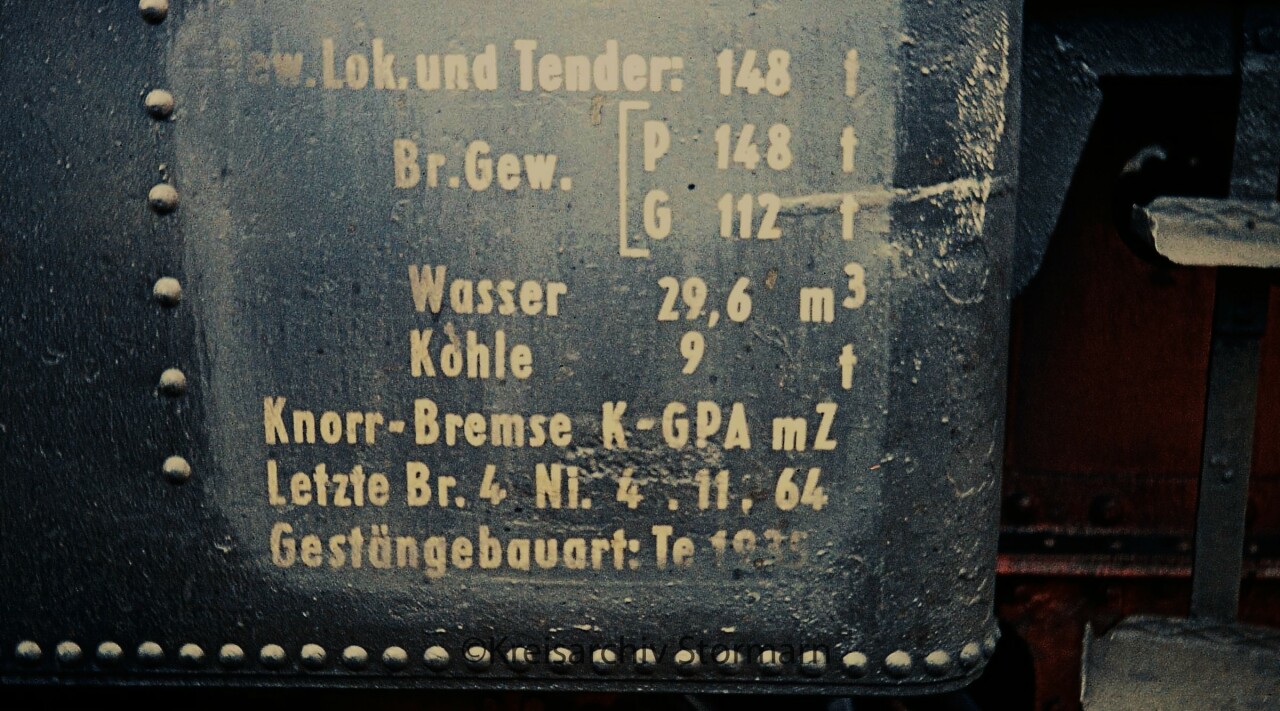 ew.Lok.und Tender: 148 t
Br.Gew. [P 148 t
G 112 t
Wasser 29,6 m³
Kohle 9 t
Knorr-Bremse K-GPA mZ
Letzte Br. 4 Ni. 4 . 11. 64
Gestängebauart: Te 1935
©Kreisarchiv Stormarn